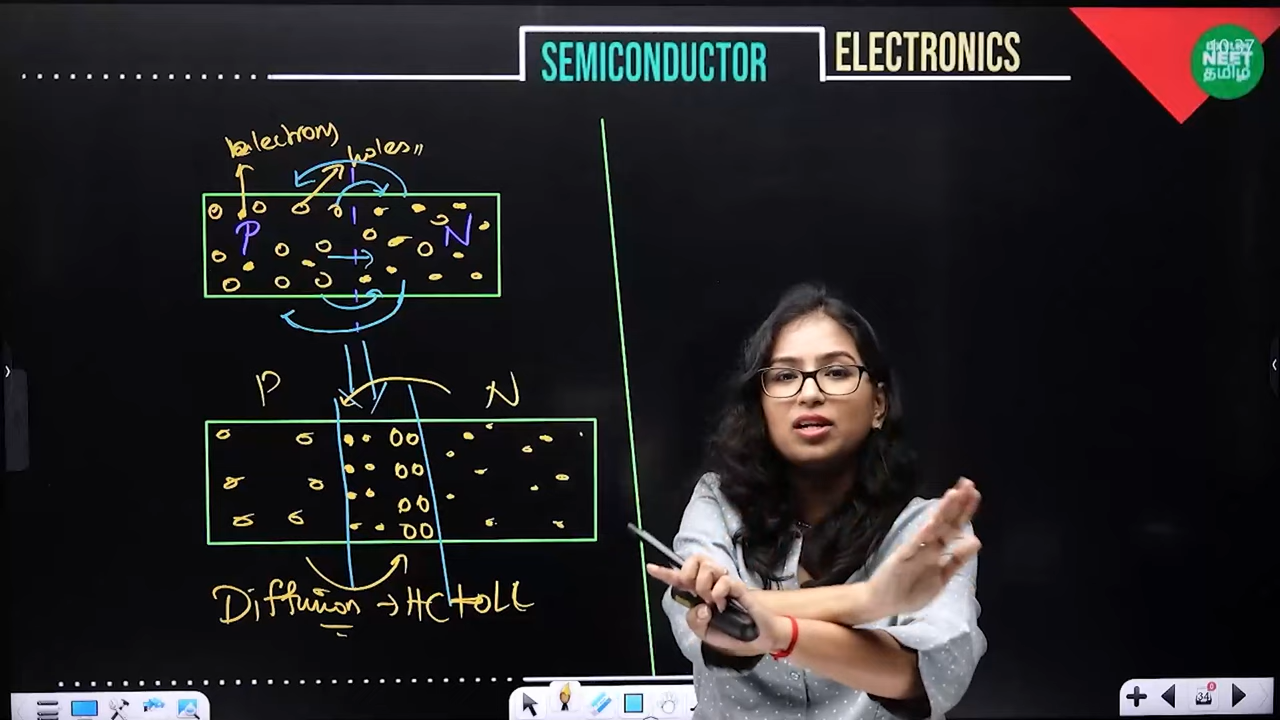 SEMICONDUCTOR ELECTRONICS
NEET
தமிழ்
electrons
holes
P N
P N
Diffusion → HC to LC